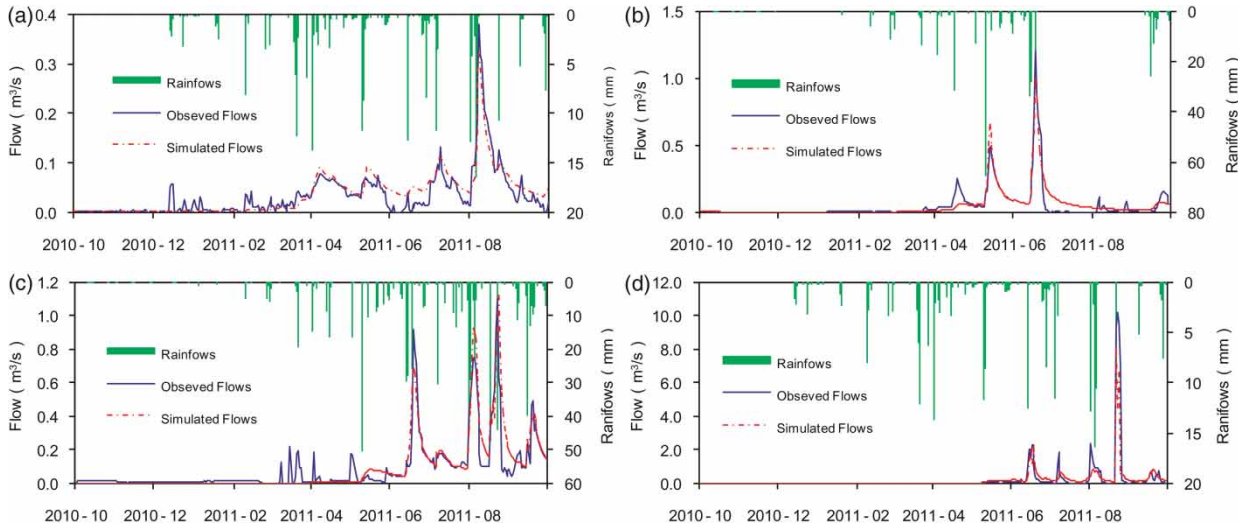 (a)
0.4
0.3
0.2
0.1
0.0
Flow ( m³/s )
0
5
10
15
20
Ranifows ( mm )
Rainfows
Obseved Flows
Simulated Flows
2010 - 10 2010 - 12 2011 - 02 2011 - 04 2011 - 06 2011 - 08
(b)
1.5
1.0
0.5
0.0
Flow ( m³/s )
0
20
40
60
80
Ranifows ( mm )
Rainfows
Obseved Flows
Simulated Flows
2010 - 10 2010 - 12 2011 - 02 2011 - 04 2011 - 06 2011 - 08
(c)
1.2
1.0
0.8
0.6
0.4
0.2
0.0
Flow ( m³/s )
0
10
20
30
40
50
60
Ranifows ( mm )
Rainfows
Obseved Flows
Simulated Flows
2010 - 10 2010 - 12 2011 - 02 2011 - 04 2011 - 06 2011 - 08
(d)
12.0
10.0
8.0
6.0
4.0
2.0
0.0
Flow ( m³/s )
0
5
10
15
20
Ranifows ( mm )
Rainfows
Obseved Flows
Simulated Flows
2010 - 10 2010 - 12 2011 - 02 2011 - 04 2011 - 06 2011 - 08